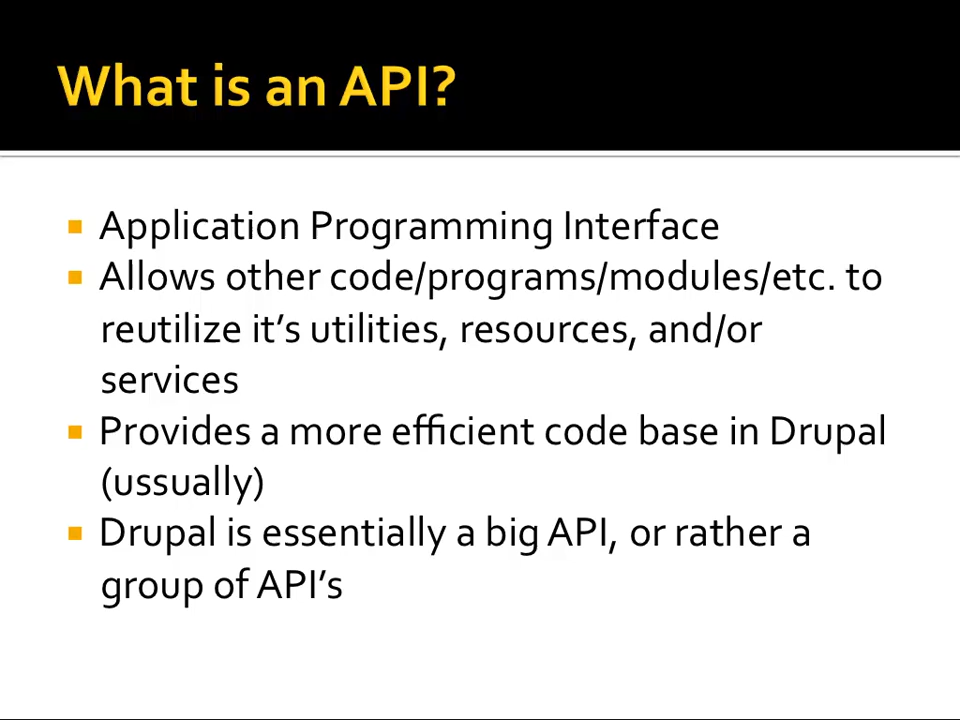 What is an API?
Application Programming Interface
Allows other code/programs/modules/etc. to
reutilize it’s utilities, resources, and/or
services
Provides a more efficient code base in Drupal
(ussually)
Drupal is essentially a big API, or rather a
group of API’s